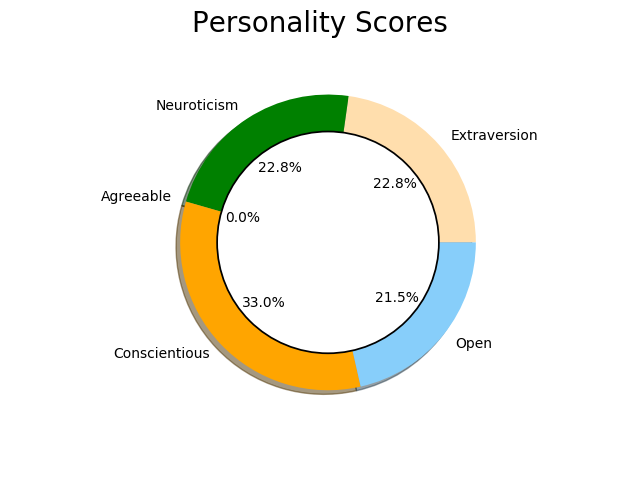 Personality Scores
Neuroticism
Extraversion
22.8%
22.8%
Agreeable
0.0%
33.0%
21.5%
Conscientious
Open